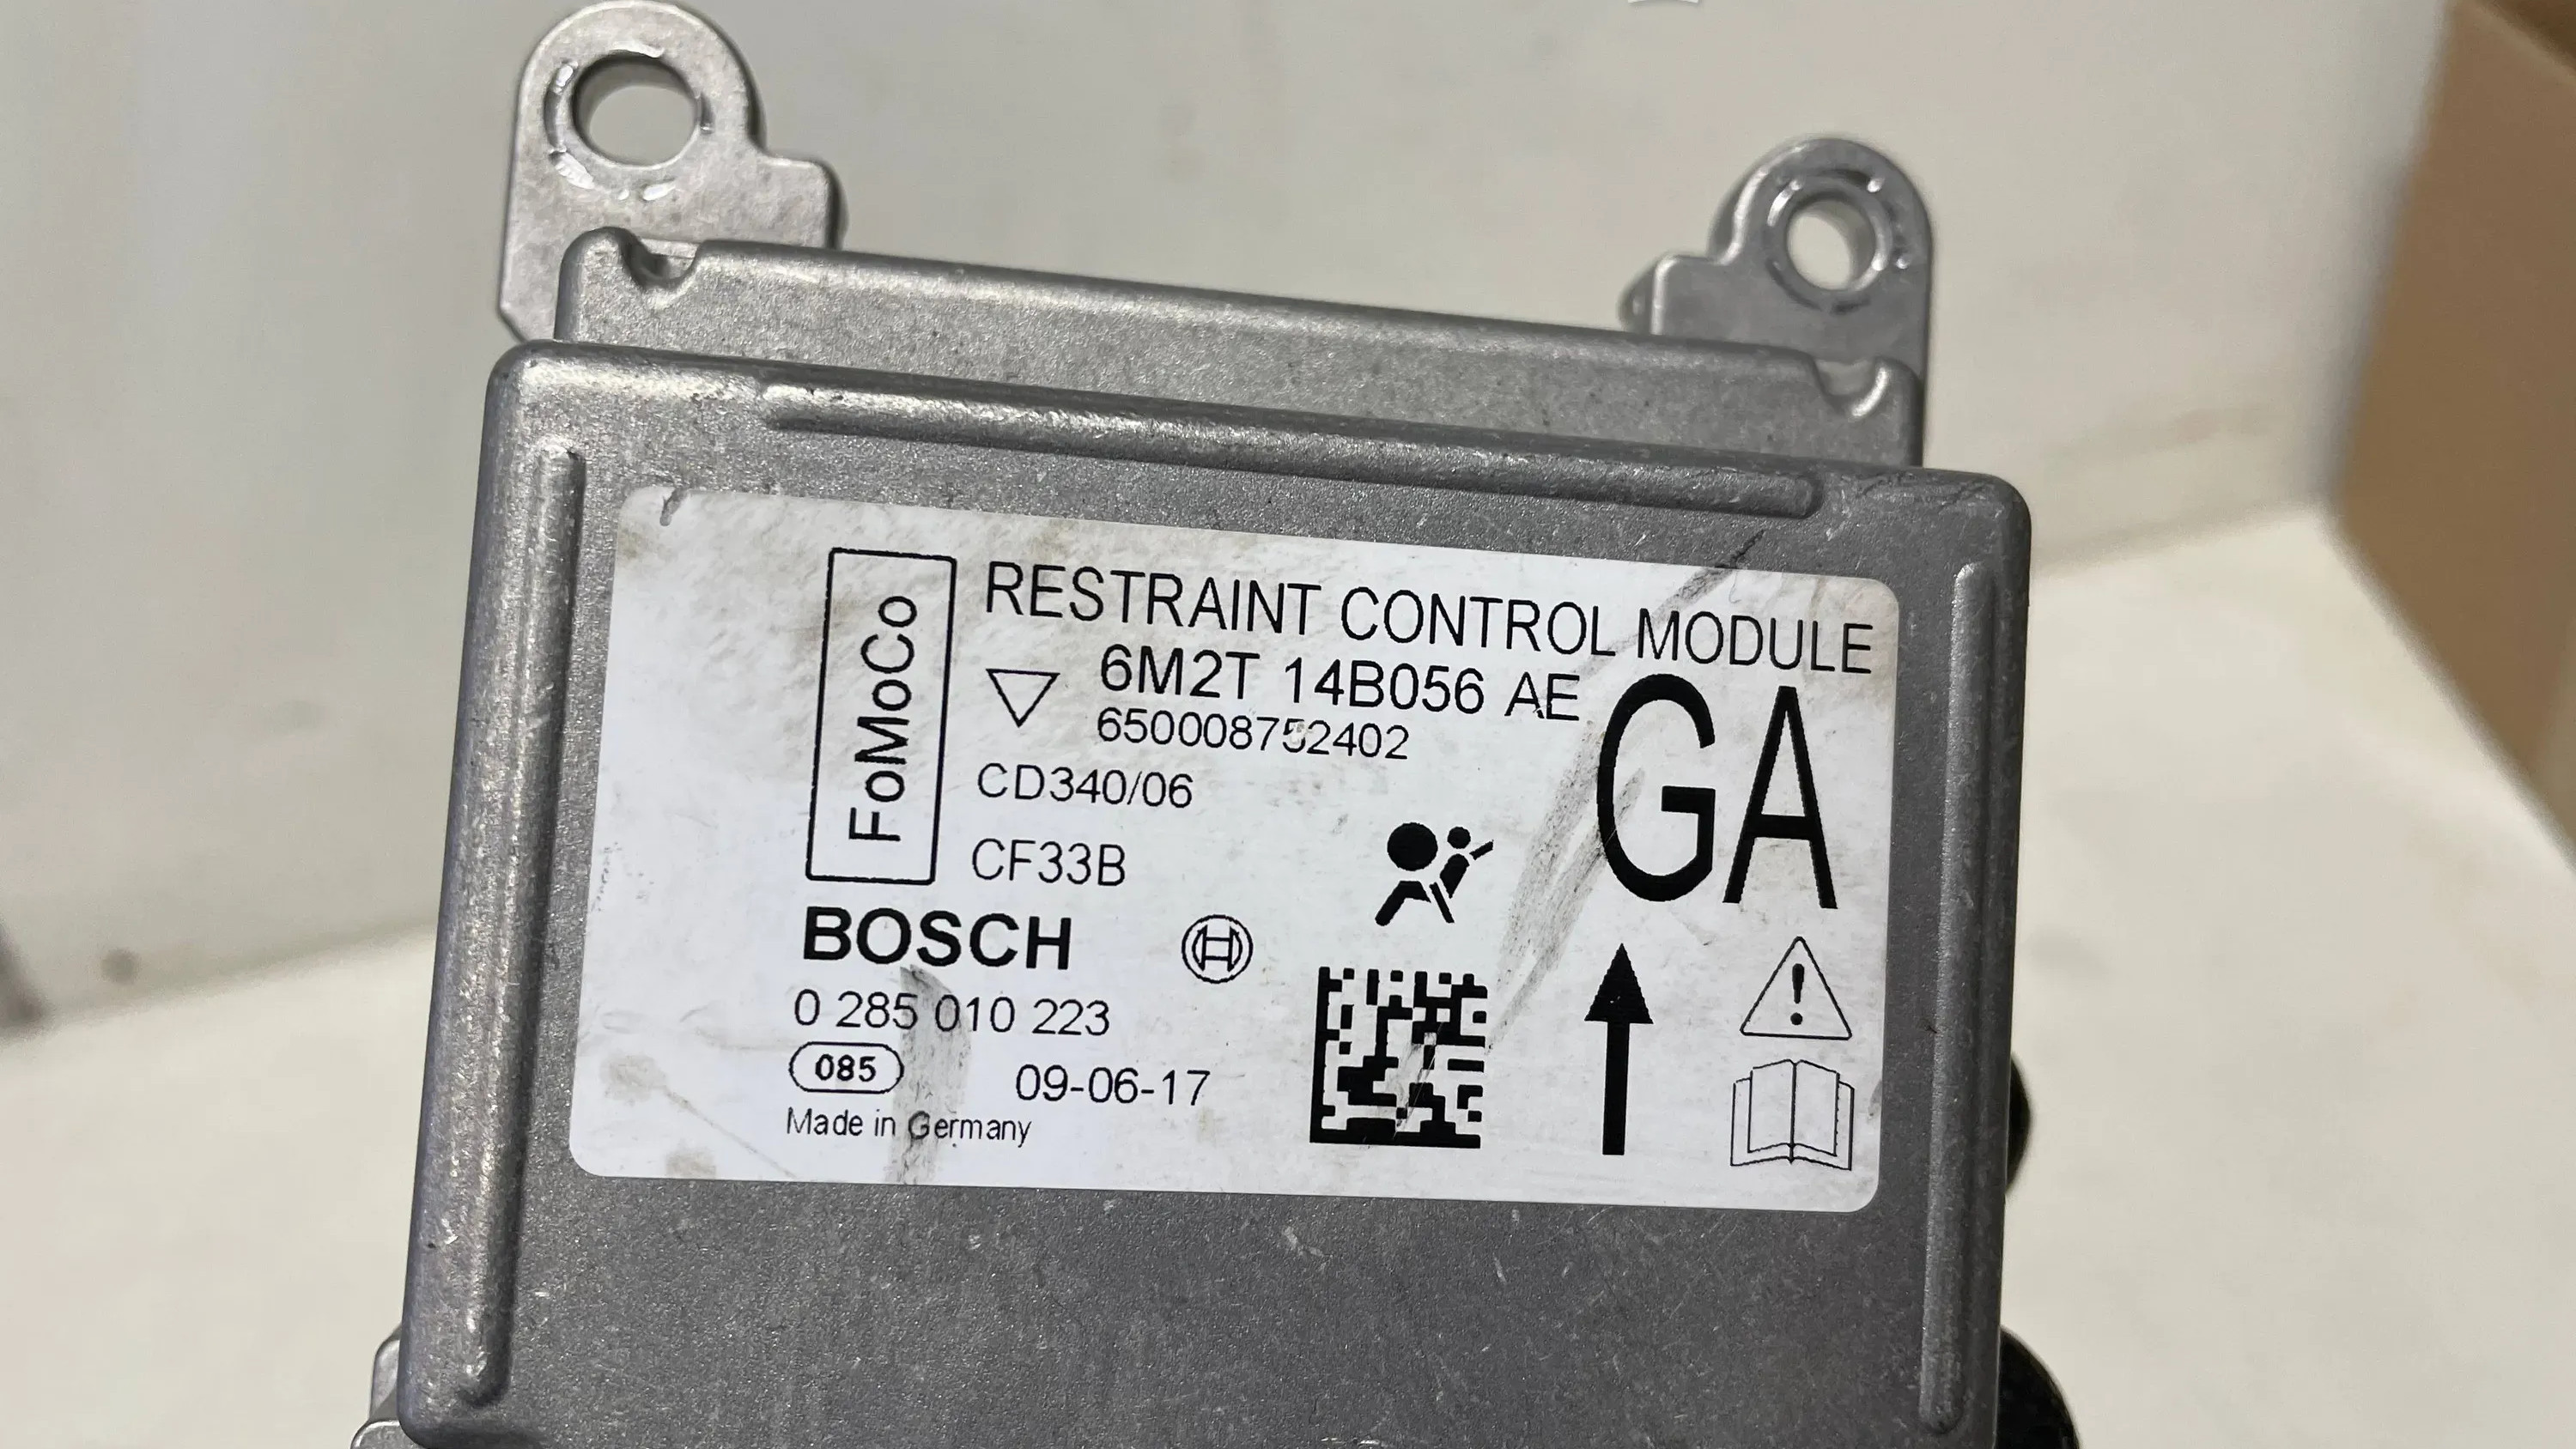 FoMoCo
RESTRAINT CONTROL MODULE
6M2T 14B056 AE
650008752402
GA
CD340/06
CF33B
BOSCH
0 285 010 223
085
09-06-17
Made in Germany